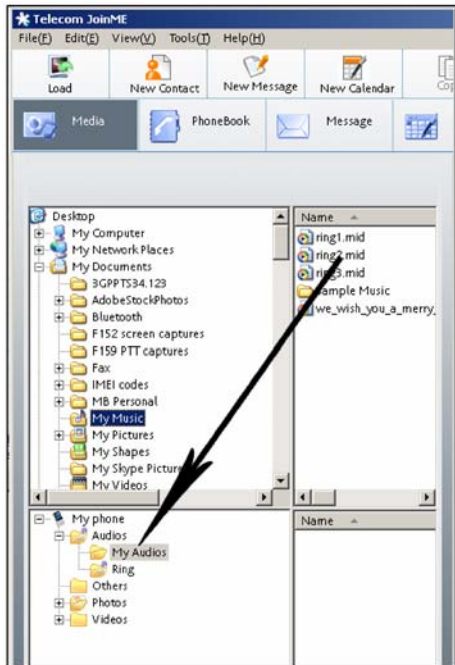 Telecom JoinME
File(F) Edit(E) View(V) Tools(T) Help(H)
Load New Contact New Message New Calendar
Media PhoneBook Message
Desktop
My Computer
My Network Places
My Documents
3GPPTS34.123
AdobeStockPhotos
Bluetooth
F152 screen captures
F159 PTT captures
Fax
IMEI codes
MB Personal
My Music
My Pictures
My Shapes
My Skype Pictures
My Videos
Name
ring1.mid
ring2.mid
ring3.mid
Sample Music
we_wish_you_a_merry_
My phone
Audios
My Audios
Ring
Others
Photos
Videos
Name